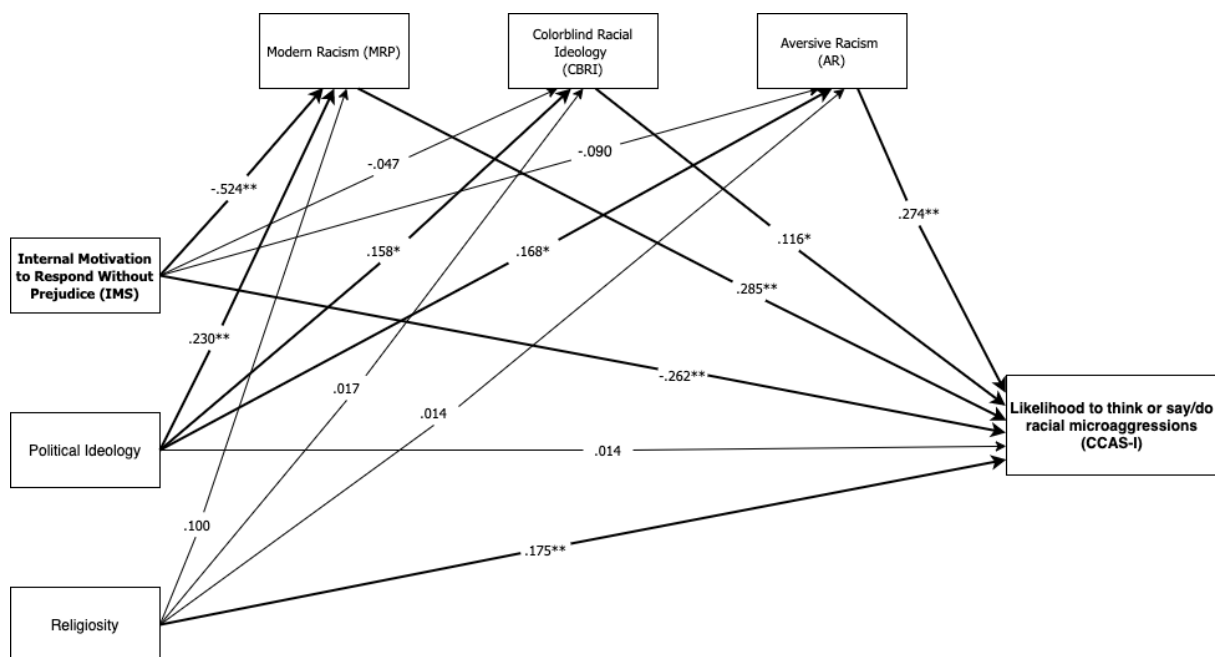 Modern Racism (MRP)
Colorblind Racial
Ideology
(CBRI)
Aversive Racism
(AR)
-.047
-.090
-.524**
.274**
.116*
.158*
.168*
Internal Motivation
to Respond Without
Prejudice (IMS)
.285**
.230**
-.262**
.017
.014
Likelihood to think or say/do
racial microaggressions
(CCAS-I)
Political Ideology
.014
.100
.175**
Religiosity